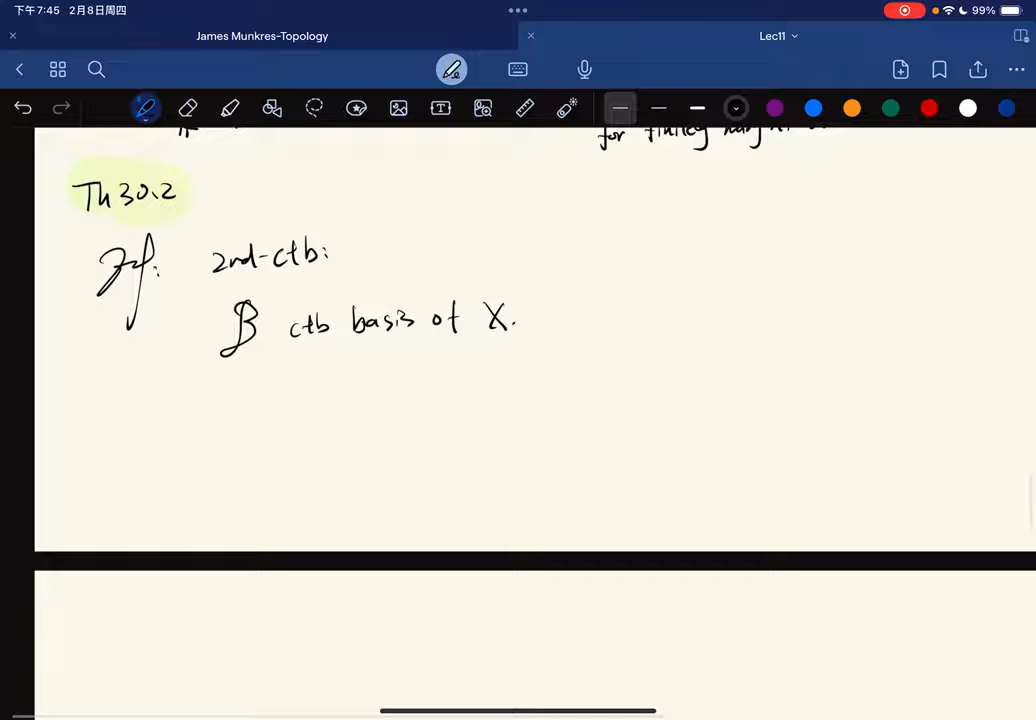 下午7:45 2月8日周四
99%
James Munkres-Topology
Lec11
for
Th 30.2
Pf: 2nd-ctb:
B ctb basis of X.